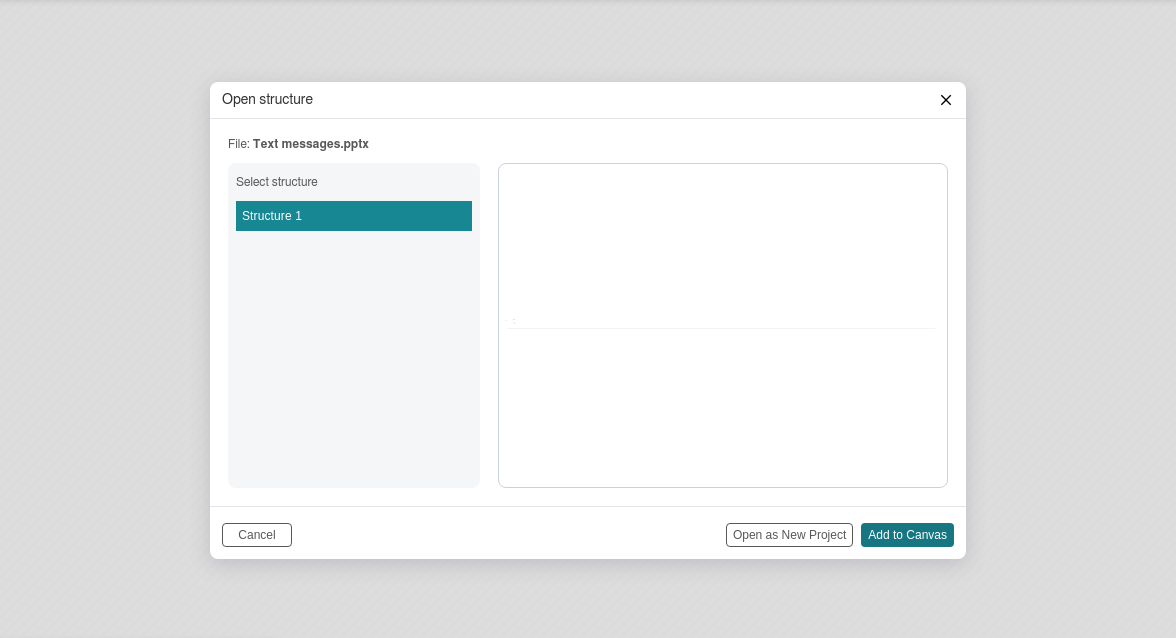 Open structure
File: Text messages.pptx
Select structure
Structure 1
Cancel
Open as New Project
Add to Canvas